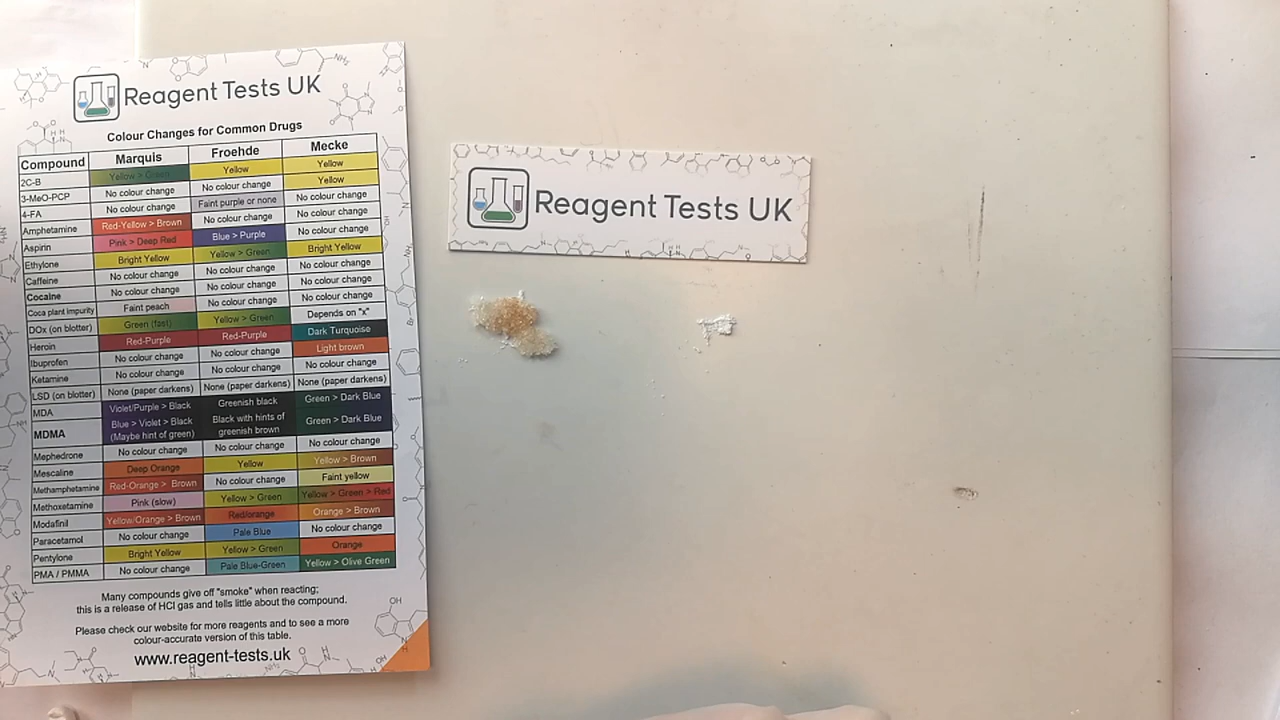 Reagent Tests UK
Colour Changes for Common Drugs
Compound Marquis Froehde Mecke
2C-B Yellow > Green Yellow Yellow
3-MeO-PCP No colour change No colour change Yellow
4-FA No colour change Faint purple or none No colour change
Amphetamine Red-Yellow > Brown No colour change No colour change
Aspirin Pink > Deep Red Blue > Purple No colour change
Ethylone Bright Yellow Yellow > Green Bright Yellow
Caffeine No colour change No colour change No colour change
Cocaine No colour change No colour change No colour change
Coca plant impurity Faint peach No colour change No colour change
DOx (on blotter) Green (fast) Yellow > Green Depends on "x"
Heroin Red-Purple Red-Purple Dark Turquoise
Ibuprofen No colour change No colour change Light brown
Ketamine No colour change No colour change No colour change
LSD (on blotter) None (paper darkens) None (paper darkens) None (paper darkens)
MDA Violet/Purple > Black Greenish black Green > Dark Blue
MDMA Blue > Violet > Black Black with hints of Green > Dark Blue
(Maybe hint of green) greenish brown
Mephedrone No colour change No colour change No colour change
Mescaline Deep Orange Yellow Yellow > Brown
Methamphetamine Red-Orange > Brown No colour change Faint yellow
Methoxetamine Pink (slow) Yellow > Green Yellow > Green > Red
Modafinil Yellow/Orange > Brown Red/orange Orange > Brown
Paracetamol No colour change Pale Blue No colour change
Pentylone Bright Yellow Yellow > Green Orange
PMA / PMMA No colour change Pale Blue-Green Yellow > Olive Green
Many compounds give off "smoke" when reacting;
this is a release of HCl gas and tells little about the compound.
Please check our website for more reagents and to see a more
colour-accurate version of this table.
www.reagent-tests.uk
Reagent Tests UK